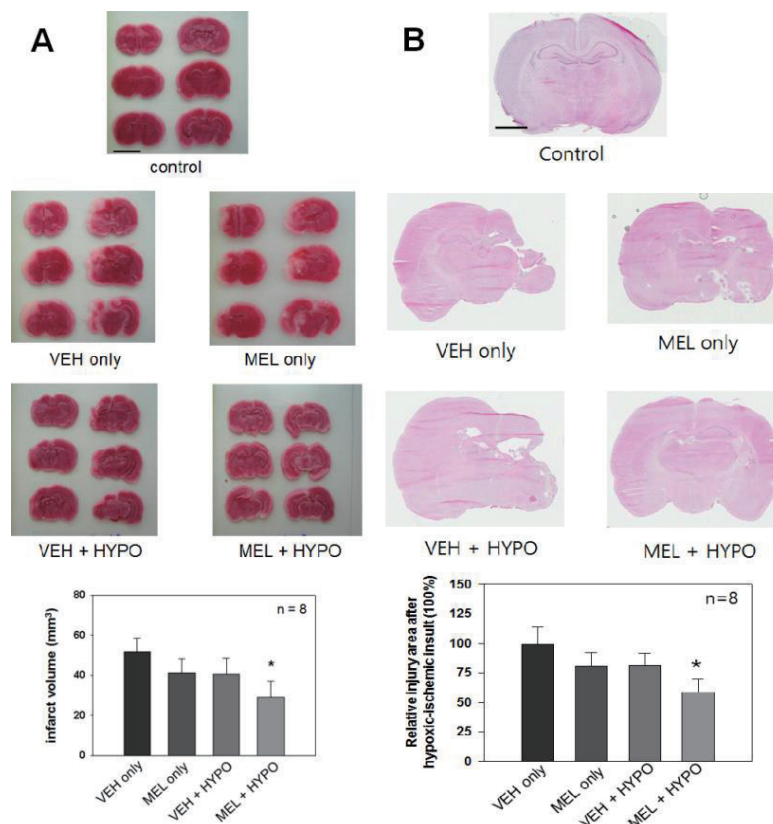 A
B
control
Control
VEH only
MEL only
VEH only
MEL only
VEH + HYPO
MEL + HYPO
VEH + HYPO
MEL + HYPO
n = 8
infarct volume (mm³)
60
40
20
0
VEH only
MEL only
VEH + HYPO
MEL + HYPO
*
n=8
Relative injury area after
hypoxic-ischemic insult (100%)
150
125
100
75
50
25
0
VEH only
MEL only
VEH + HYPO
MEL + HYPO
*